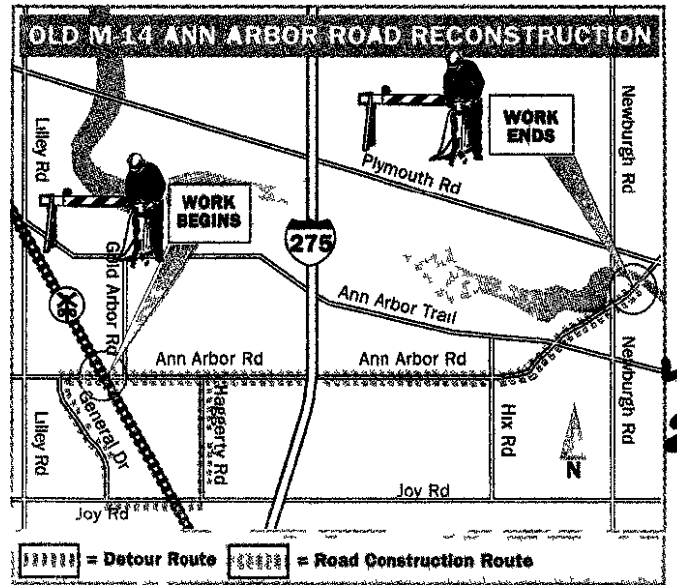 OLD M-14 ANN ARBOR ROAD RECONSTRUCTION
Lilley Rd
WORK
ENDS
Newburgh Rd
Plymouth Rd
WORK
BEGINS
275
Gold Arbor Rd
Ann Arbor Trail
Ann Arbor Rd
Ann Arbor Rd
Newburgh Rd
Lilley Rd
General Dr
Haggerty Rd
Hix Rd
N
Joy Rd
Joy Rd
= Detour Route
= Road Construction Route